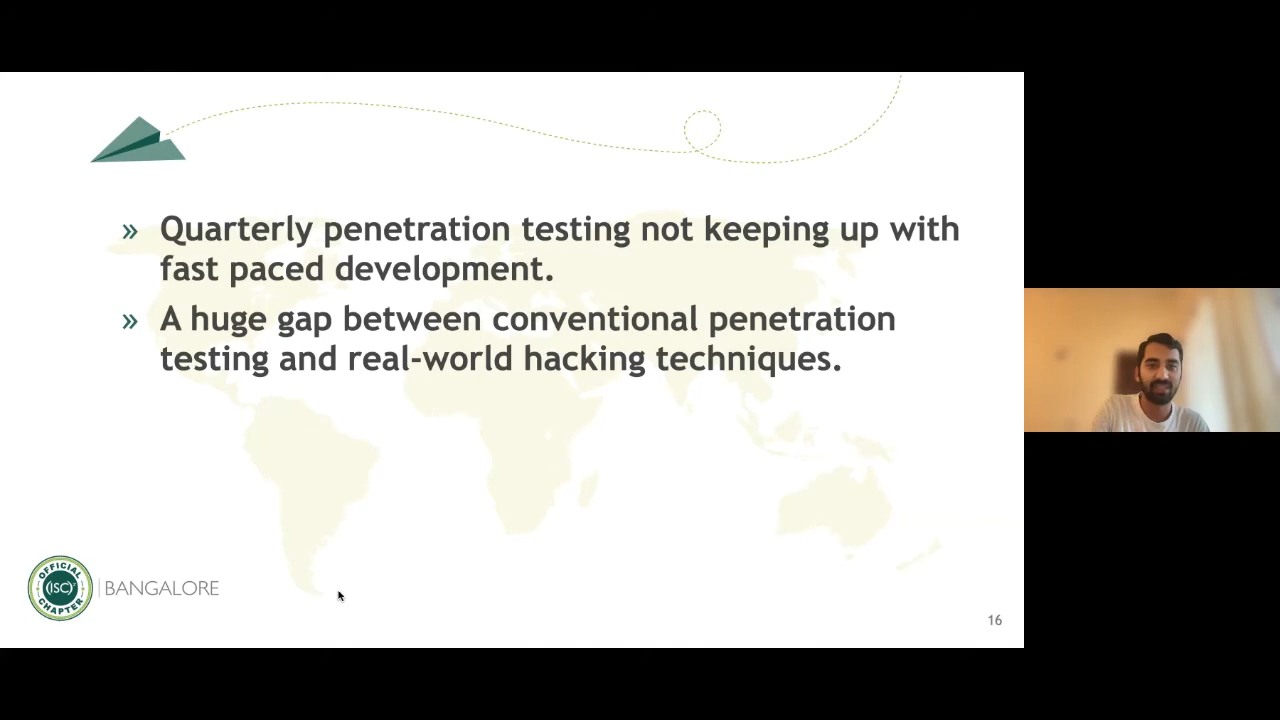 » Quarterly penetration testing not keeping up with
fast paced development.
» A huge gap between conventional penetration
testing and real-world hacking techniques.
OFFICIAL
(ISC)²
CHAPTER
BANGALORE
16